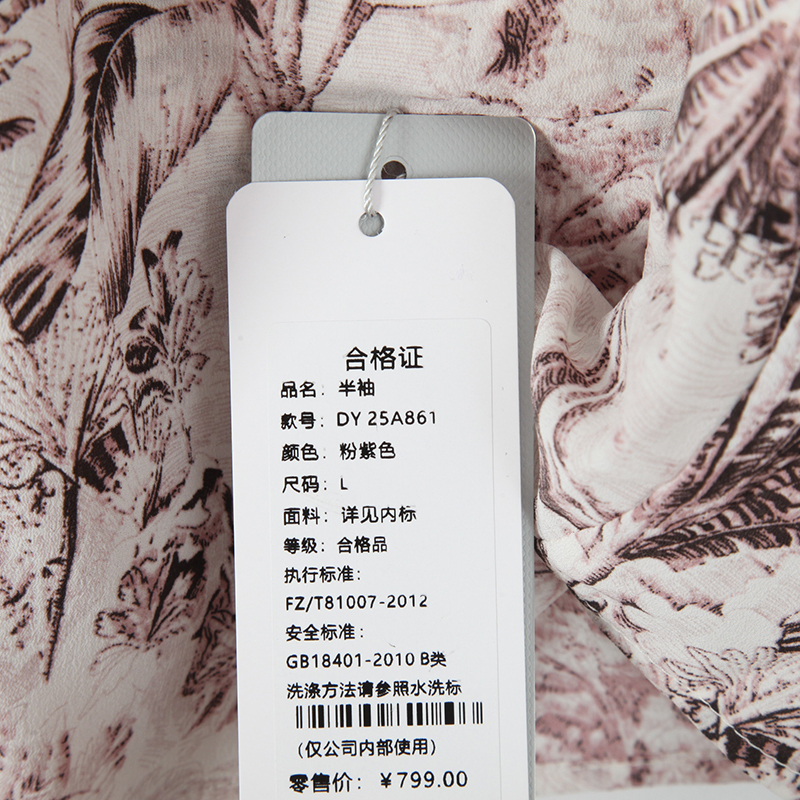 合格证
品名：半袖
款号：DY 25A861
颜色：粉紫色
尺码：L
面料：详见内标
等级：合格品
执行标准：
FZ/T81007-2012
安全标准：
GB18401-2010 B类
洗涤方法请参照水洗标
（仅公司内部使用）
零售价：￥799.00